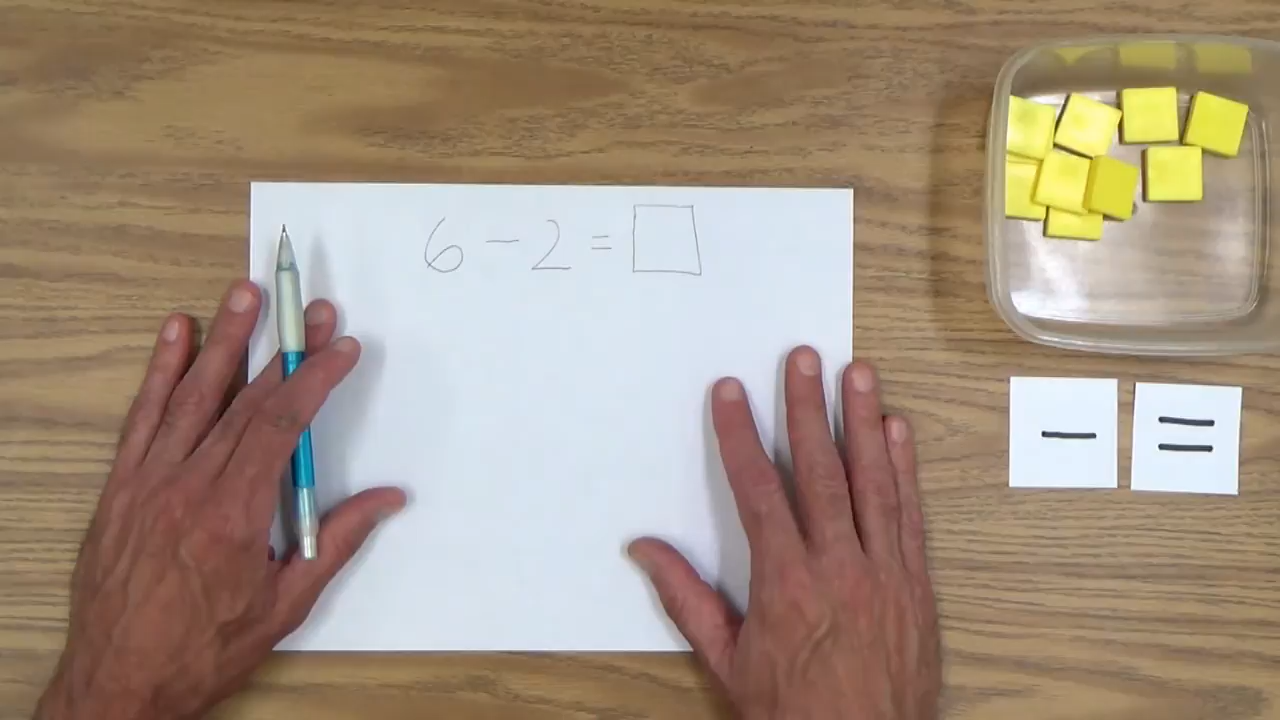 6 - 2 = □
- =